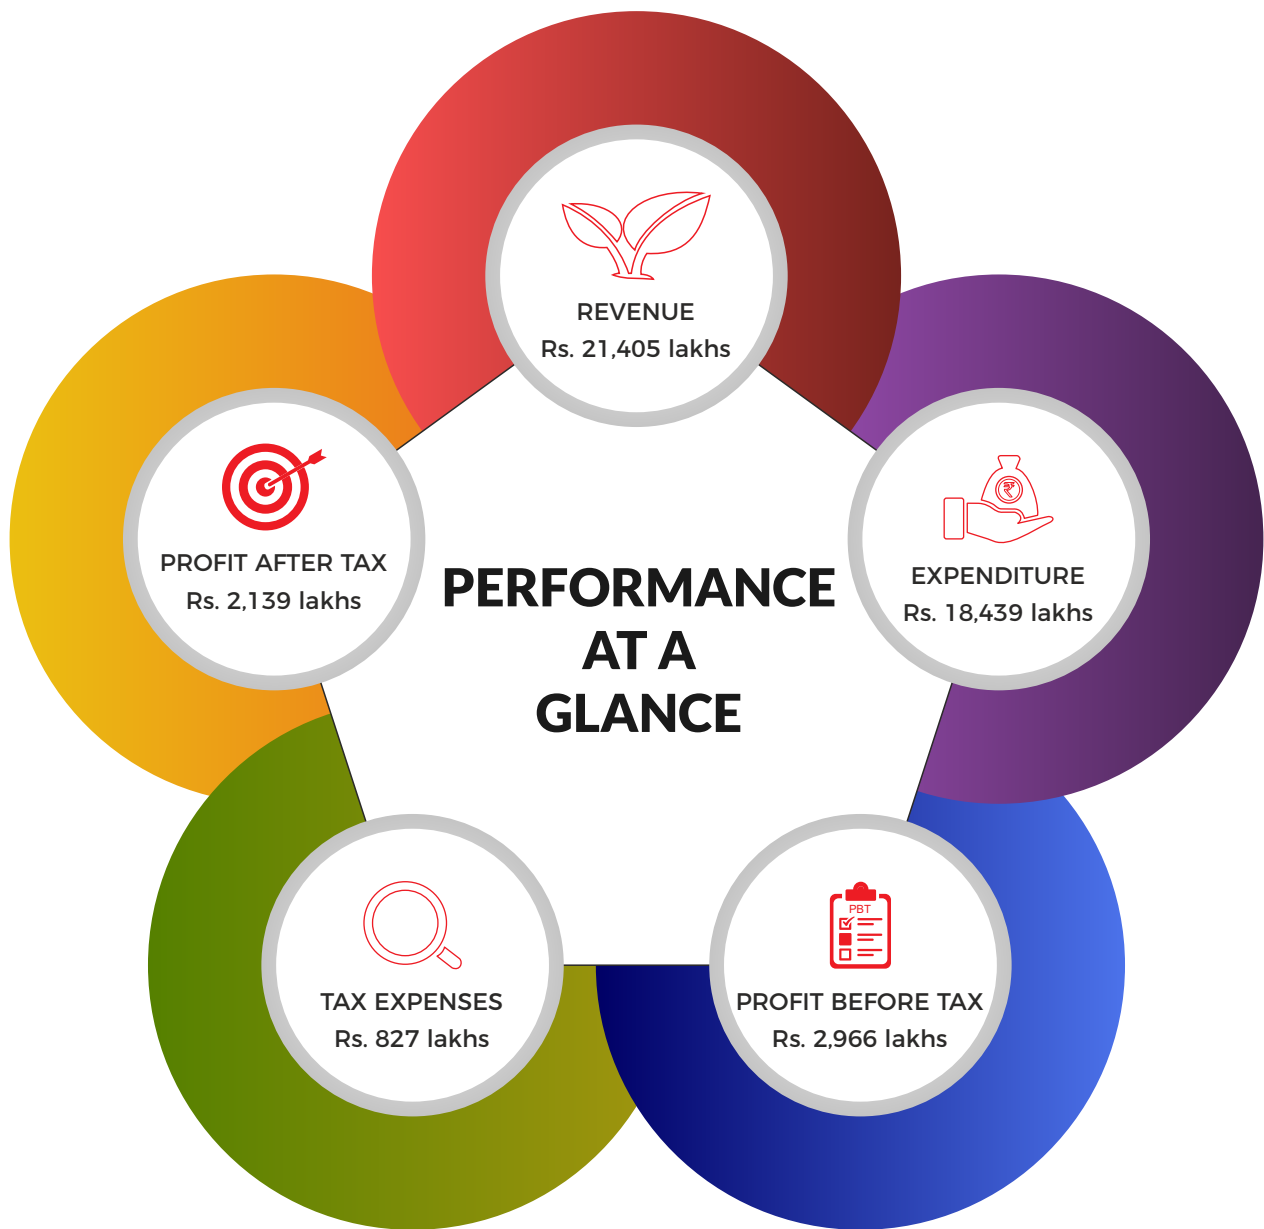 REVENUE
Rs. 21,405 lakhs
EXPENDITURE
Rs. 18,439 lakhs
PBT
PROFIT BEFORE TAX
Rs. 2,966 lakhs
TAX EXPENSES
Rs. 827 lakhs
PROFIT AFTER TAX
Rs. 2,139 lakhs
PERFORMANCE
AT A
GLANCE